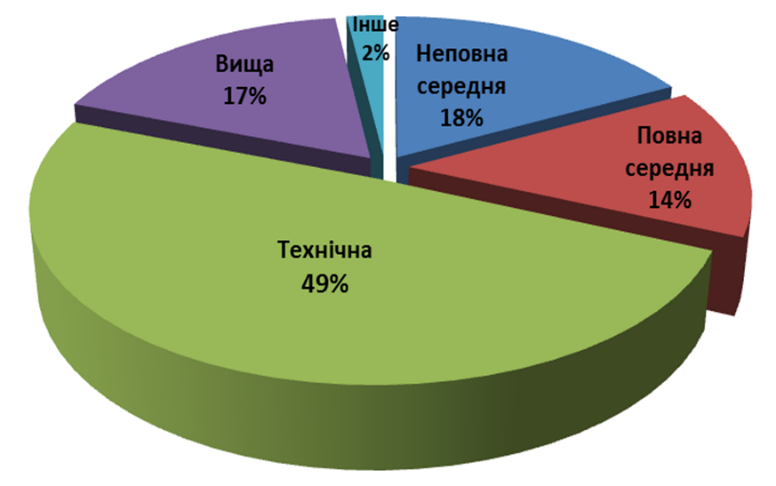 Інше
2%
Неповна
середня
18%
Повна
середня
14%
Технічна
49%
Вища
17%